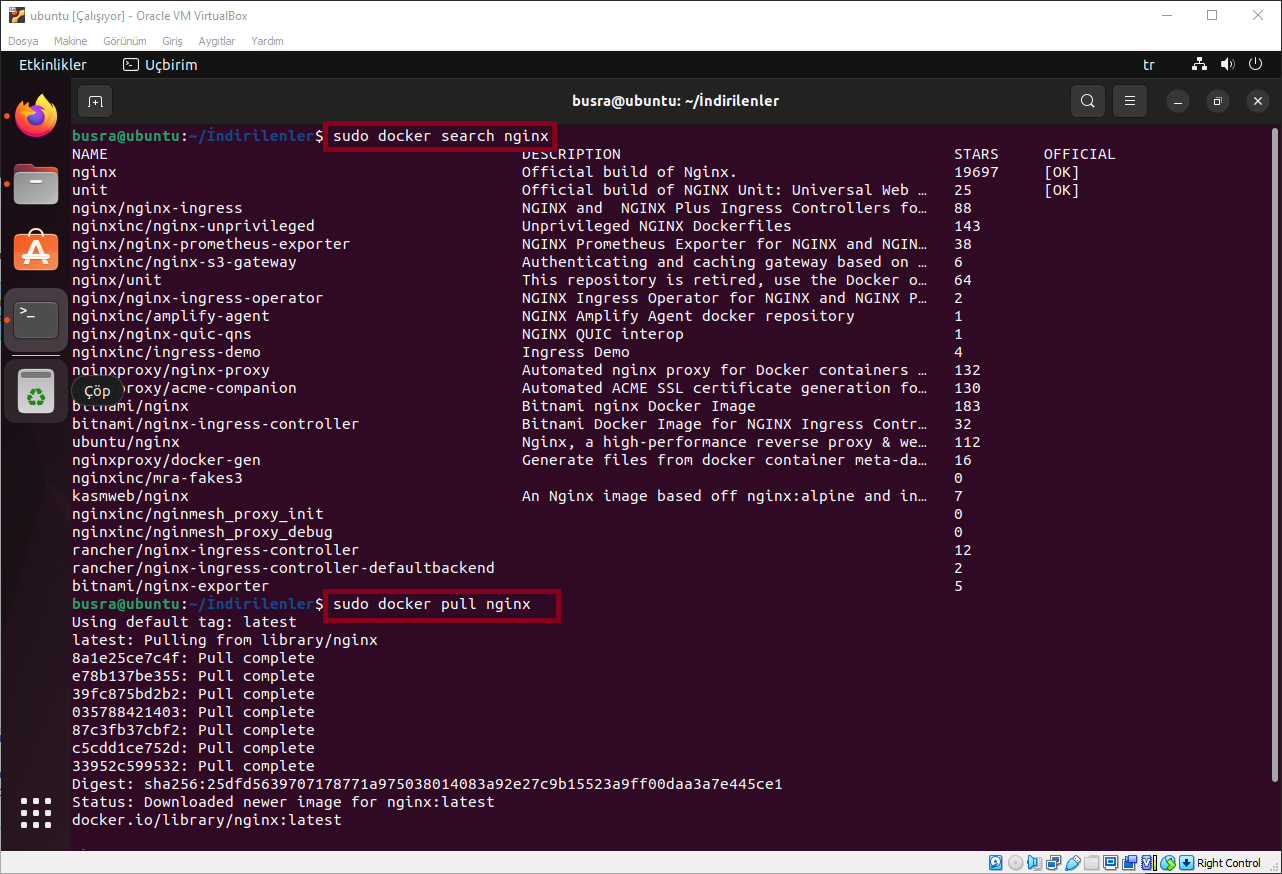 ubuntu [Çalışıyor] - Oracle VM VirtualBox
Dosya Makine Görünüm Giriş Aygıtlar Yardım
Etkinlikler Uçbirim tr
busra@ubuntu: ~/İndirilenler
busra@ubuntu:~/İndirilenler$ sudo docker search nginx
NAME DESCRIPTION STARS OFFICIAL
nginx Official build of Nginx. 19697 [OK]
unit Official build of NGINX Unit: Universal Web … 25 [OK]
nginx/nginx-ingress NGINX and  NGINX Plus Ingress Controllers fo… 88
nginxinc/nginx-unprivileged Unprivileged NGINX Dockerfiles 143
nginx/nginx-prometheus-exporter NGINX Prometheus Exporter for NGINX and NGIN… 38
nginxinc/nginx-s3-gateway Authenticating and caching gateway based on … 6
nginx/unit This repository is retired, use the Docker o… 64
nginx/nginx-ingress-operator NGINX Ingress Operator for NGINX and NGINX P… 2
nginxinc/amplify-agent NGINX Amplify Agent docker repository 1
nginx/nginx-quic-qns NGINX QUIC interop 1
nginxinc/ingress-demo Ingress Demo 4
nginxproxy/nginx-proxy Automated nginx proxy for Docker containers … 132
Çöp
proxy/acme-companion Automated ACME SSL certificate generation fo… 130
bitnami/nginx Bitnami nginx Docker Image 183
bitnami/nginx-ingress-controller Bitnami Docker Image for NGINX Ingress Contr… 32
ubuntu/nginx Nginx, a high-performance reverse proxy & we… 112
nginxproxy/docker-gen Generate files from docker container meta-da… 16
nginxinc/mra-fakes3 0
kasmweb/nginx An Nginx image based off nginx:alpine and in… 7
nginxinc/nginmesh_proxy_init 0
nginxinc/nginmesh_proxy_debug 0
rancher/nginx-ingress-controller 12
rancher/nginx-ingress-controller-defaultbackend 2
bitnami/nginx-exporter 5
busra@ubuntu:~/İndirilenler$ sudo docker pull nginx
Using default tag: latest
latest: Pulling from library/nginx
8a1e25ce7c4f: Pull complete
e78b137be355: Pull complete
39fc875bd2b2: Pull complete
035788421403: Pull complete
87c3fb37cbf2: Pull complete
c5cdd1ce752d: Pull complete
33952c599532: Pull complete
Digest: sha256:25dfd5639707178771a975038014083a92e27c9b15523a9ff00daa3a7e445ce1
Status: Downloaded newer image for nginx:latest
docker.io/library/nginx:latest
Right Control